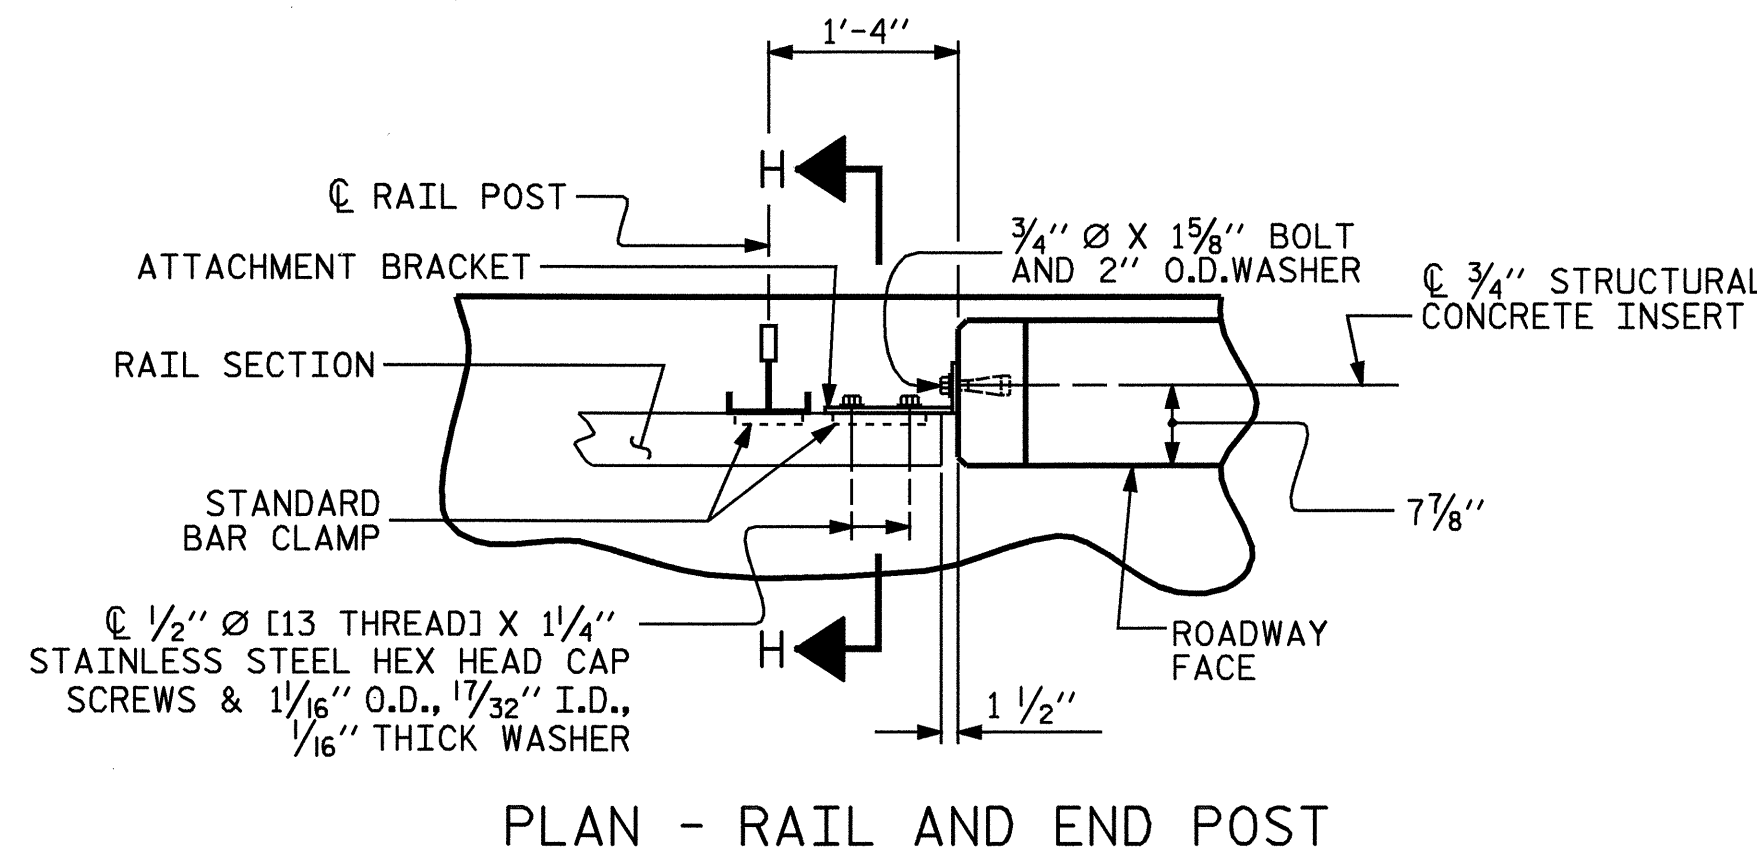 1'-4"
H
℄ RAIL POST
ATTACHMENT BRACKET
3/4" Ø X 1 5/8" BOLT
AND 2" O.D.WASHER
℄ 3/4" STRUCTURAL
CONCRETE INSERT
RAIL SECTION
STANDARD
BAR CLAMP
7 7/8"
℄ 1/2" Ø [13 THREAD] X 1 1/4"
STAINLESS STEEL HEX HEAD CAP
SCREWS & 1 1/16" O.D., 17/32" I.D.,
1/16" THICK WASHER
H
ROADWAY
FACE
1 1/2"
PLAN - RAIL AND END POST